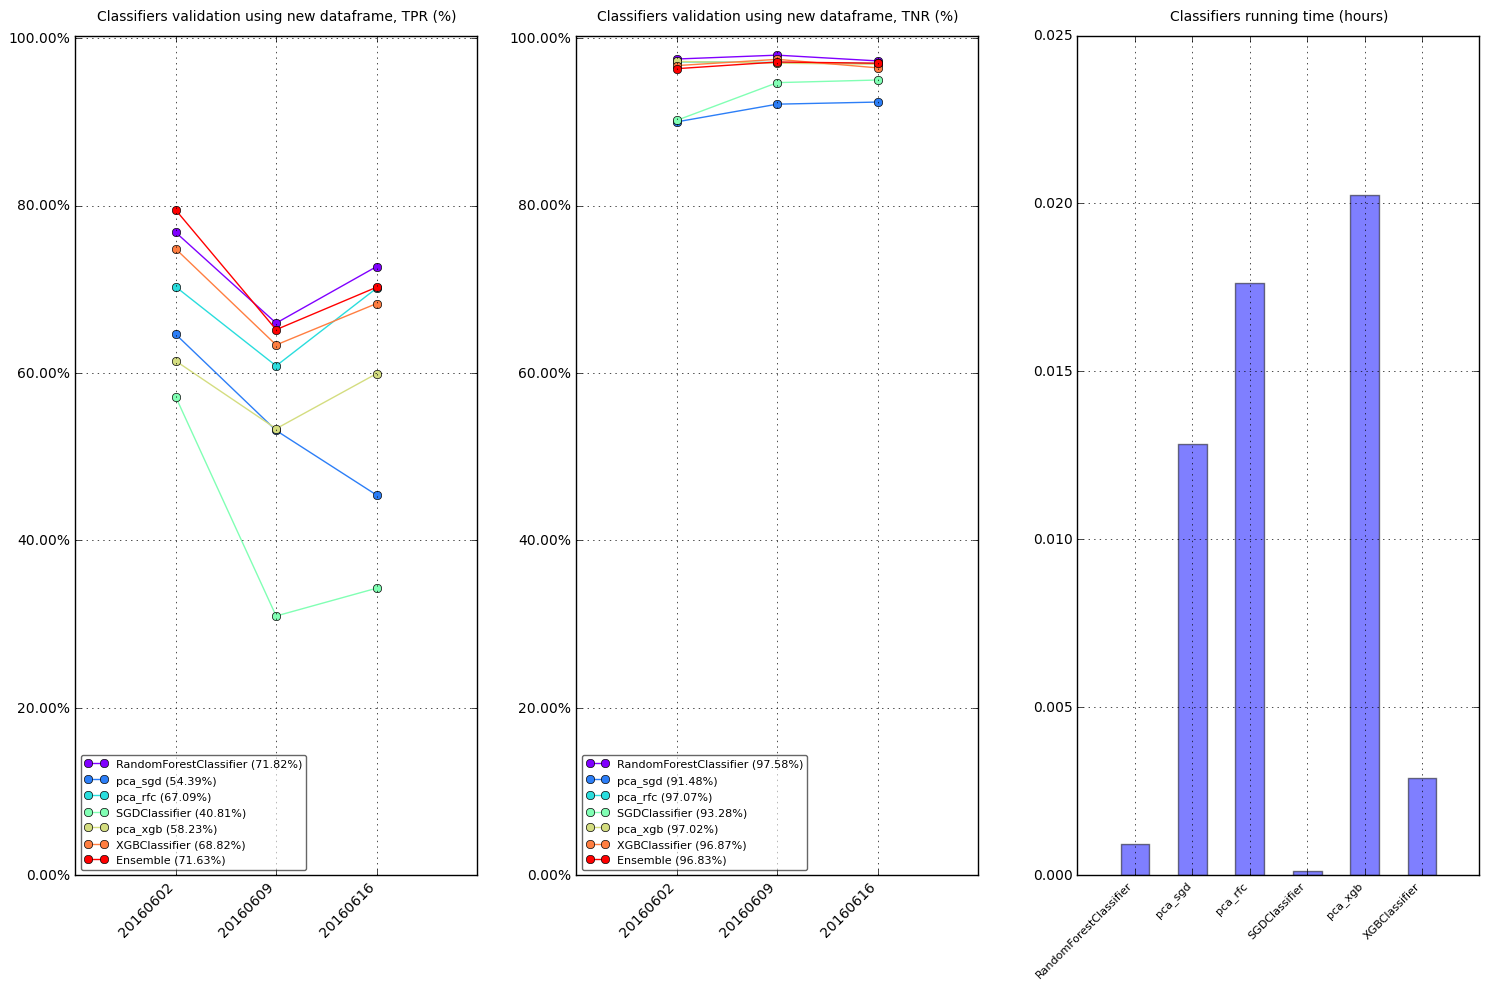 Classifiers validation using new dataframe, TPR (%)
100.00%
80.00%
60.00%
40.00%
20.00%
0.00%
RandomForestClassifier (71.82%)
pca_sgd (54.39%)
pca_rfc (67.09%)
SGDClassifier (40.81%)
pca_xgb (58.23%)
XGBClassifier (68.82%)
Ensemble (71.63%)
20160602
20160609
20160616
Classifiers validation using new dataframe, TNR (%)
100.00%
80.00%
60.00%
40.00%
20.00%
0.00%
RandomForestClassifier (97.58%)
pca_sgd (91.48%)
pca_rfc (97.07%)
SGDClassifier (93.28%)
pca_xgb (97.02%)
XGBClassifier (96.87%)
Ensemble (96.83%)
20160602
20160609
20160616
Classifiers running time (hours)
0.025
0.020
0.015
0.010
0.005
0.000
RandomForestClassifier
pca_sgd
pca_rfc
SGDClassifier
pca_xgb
XGBClassifier